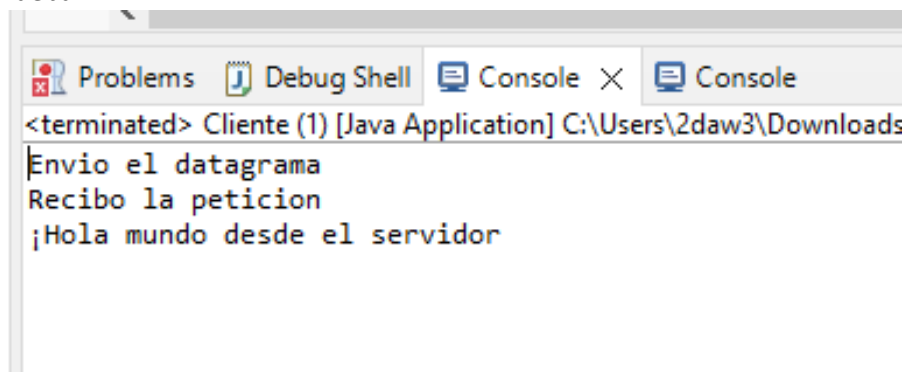 Problems Debug Shell Console Console
<terminated> Cliente (1) [Java Application] C:\Users\2daw3\Downloads
Envio el datagrama
Recibo la peticion
¡Hola mundo desde el servidor